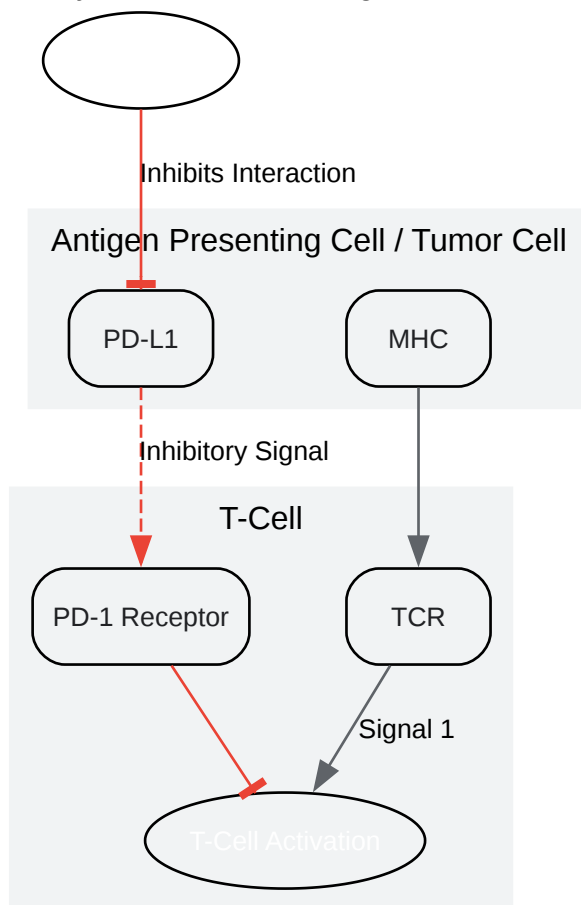 Inhibits Interaction
Antigen Presenting Cell / Tumor Cell
PD-L1
MHC
Inhibitory Signal
T-Cell
PD-1 Receptor
TCR
Signal 1
T-Cell Activation